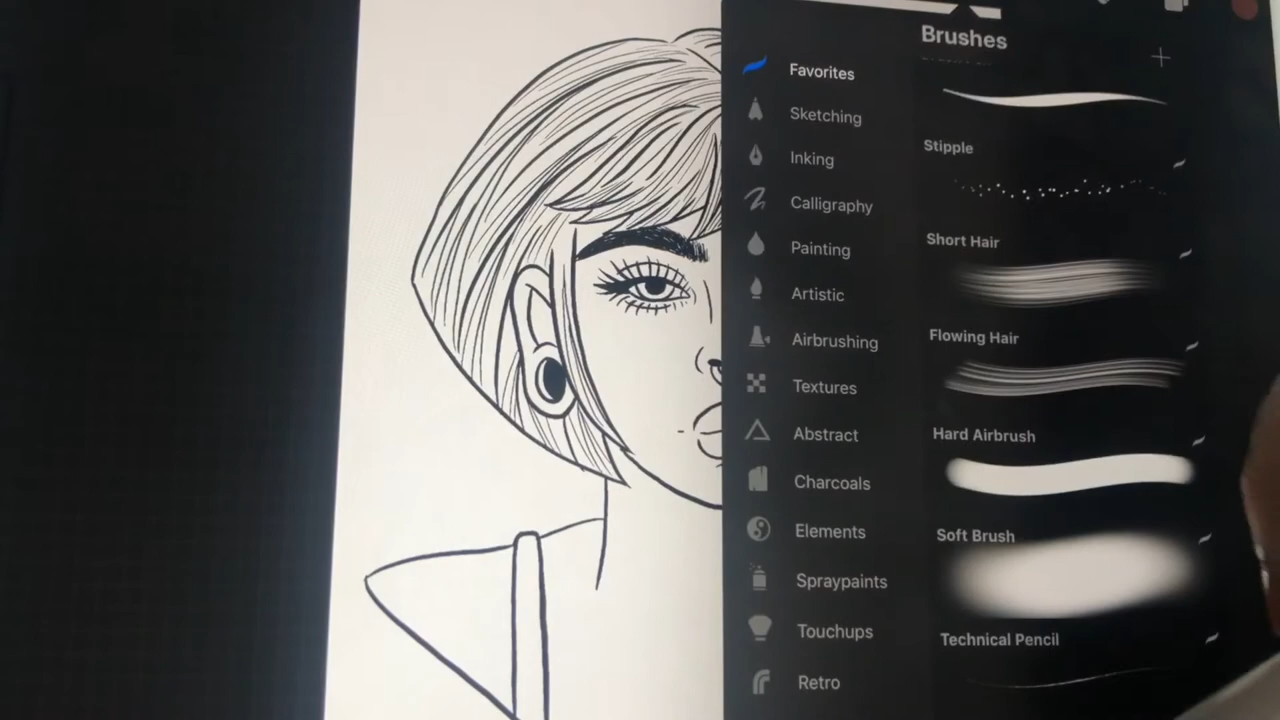 Brushes
Favorites
Sketching
Inking
Calligraphy
Painting
Artistic
Airbrushing
Textures
Abstract
Charcoals
Elements
Spraypaints
Touchups
Retro
Stipple
Short Hair
Flowing Hair
Hard Airbrush
Soft Brush
Technical Pencil